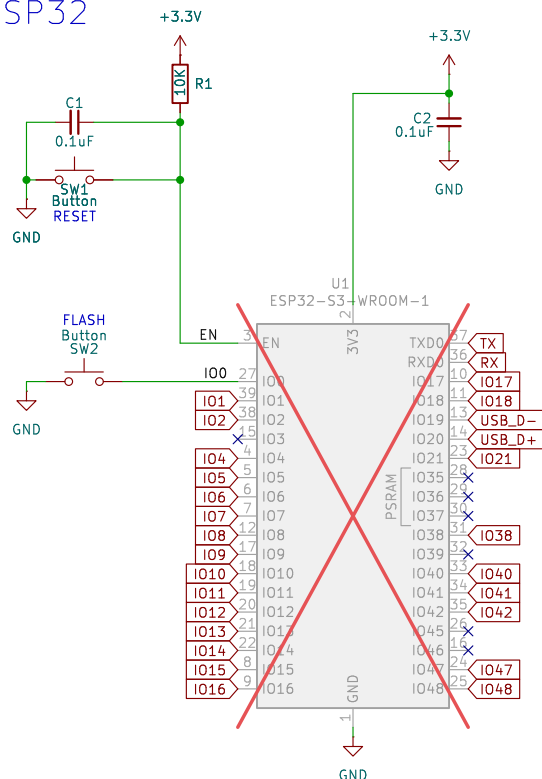 SP32
+3.3V
+3.3V
10K
R1
C1
0.1uF
C2
0.1uF
SW1
Button
RESET
GND
GND
U1
ESP32-S3-WROOM-1
2
3V3
FLASH
Button
SW2
GND
EN 3 EN
IO0 27 IO0
IO1 39 IO1
IO2 38 IO2
15 IO3
IO4 4 IO4
IO5 5 IO5
IO6 6 IO6
IO7 7 IO7
IO8 12 IO8
IO9 17 IO9
IO10 18 IO10
IO11 19 IO11
IO12 20 IO12
IO13 21 IO13
IO14 22 IO14
IO15 8 IO15
IO16 9 IO16
TXD0 37 TX
RXD0 36 RX
IO17 10 IO17
IO18 11 IO18
IO19 13 USB_D-
IO20 14 USB_D+
IO21 23 IO21
PSRAM
IO35 28
IO36 29
IO37 30
IO38 31 IO38
IO39 32
IO40 33 IO40
IO41 34 IO41
IO42 35 IO42
IO45 26
IO46 16
IO47 24 IO47
IO48 25 IO48
GND
1
GND